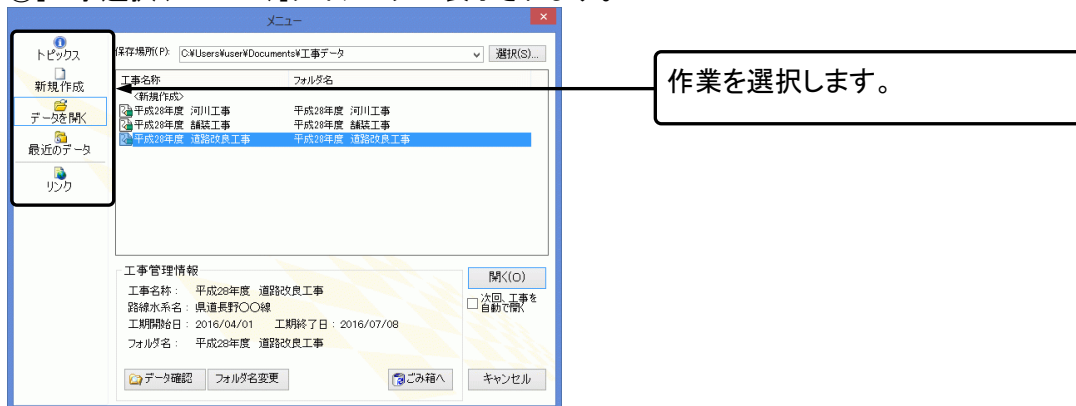 メニュー
トピックス
新規作成
データを開く
最近のデータ
リンク
保存場所(P): C:¥Users¥user¥Documents¥工事データ 選択(S)...
工事名称 フォルダ名
<新規作成>
平成28年度 河川工事 平成28年度 河川工事
平成28年度 舗装工事 平成28年度 舗装工事
平成28年度 道路改良工事 平成28年度 道路改良工事
工事管理情報
工事名称: 平成28年度 道路改良工事
路線水系名: 県道長野〇〇線
工期開始日: 2016/04/01 工期終了日: 2016/07/08
フォルダ名: 平成28年度 道路改良工事
開く(O)
次回、工事を
自動で開く
データ確認 フォルダ名変更 ごみ箱へ キャンセル
作業を選択します。